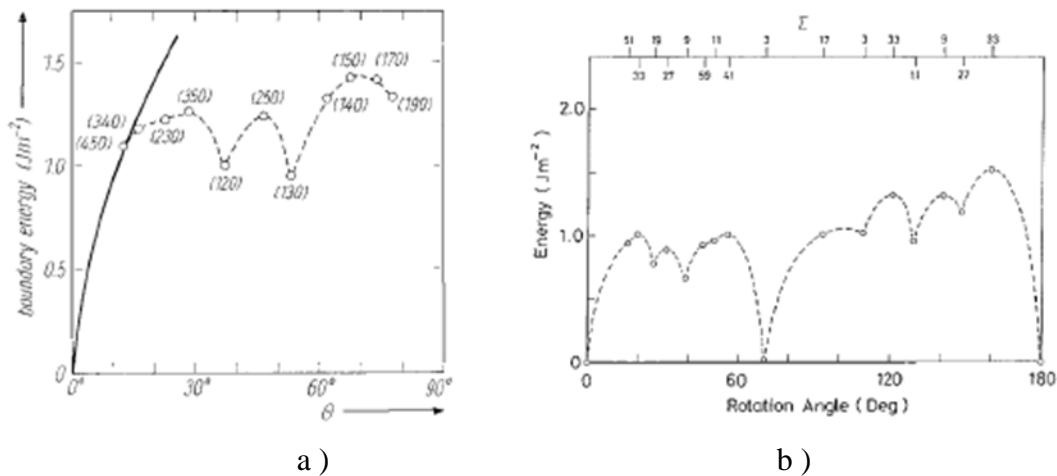 boundary energy (Jm⁻²)
1.5
1.0
0.5
0
(150) (170)
(350)
(250)
(340)
(450)
(230)
(140) (190)
(120)
(130)
0° 30° 60° 90°
θ
a )
Σ
51 19 9 11 3 17 3 33 9 33
33 27 59 41 11 27
Energy (Jm⁻²)
2.0
1.0
0
0 60 120 180
Rotation Angle (Deg)
b )